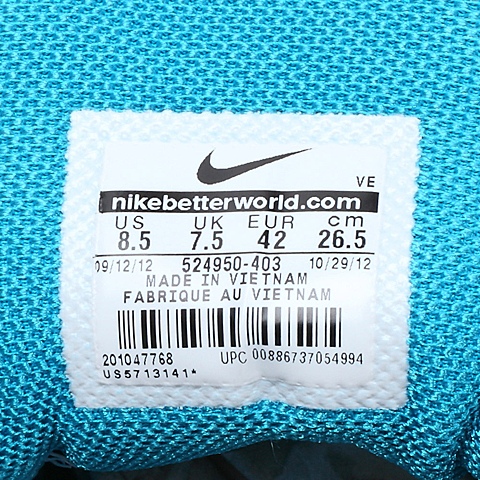 VE
nikebetterworld.com
US UK EUR cm
8.5 7.5 42 26.5
09/12/12 524950-403 10/29/12
MADE IN VIETNAM
FABRIQUE AU VIETNAM
201047768 UPC 00886737054994
US5713141*